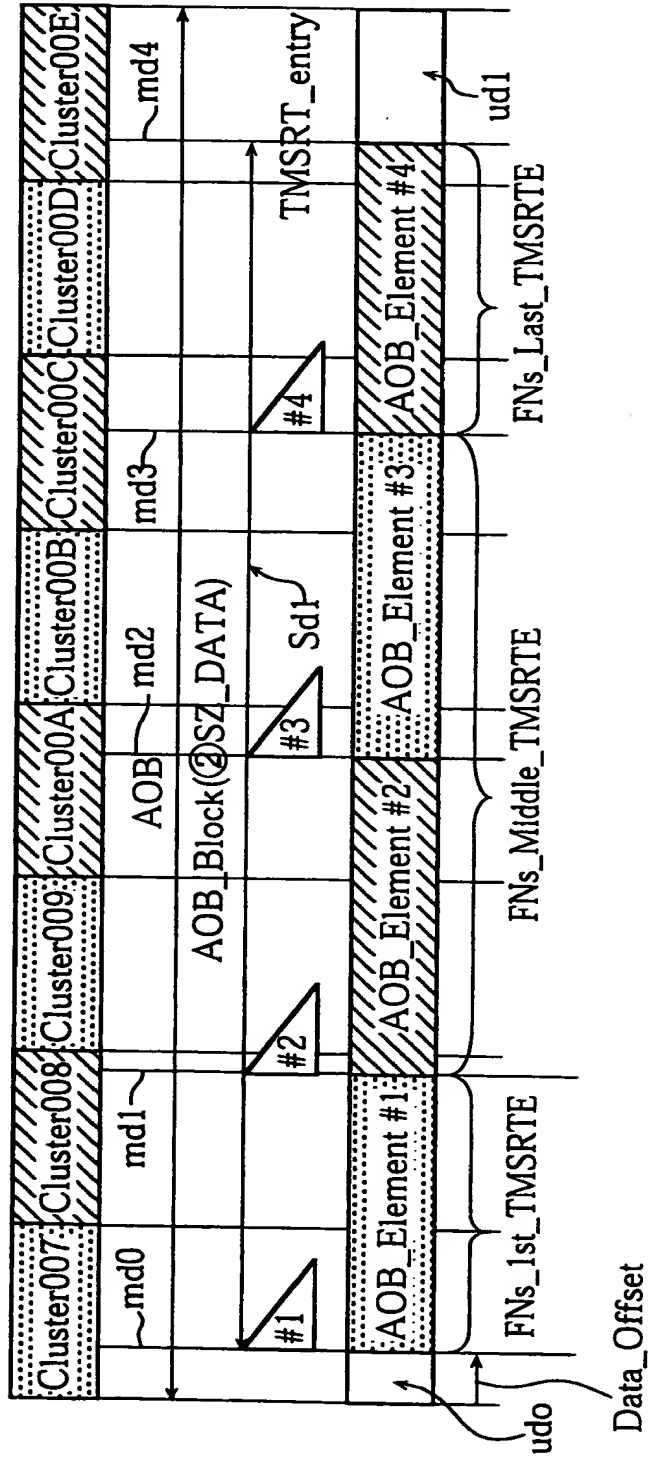 Cluster007 Cluster008 Cluster009 Cluster00A Cluster00B Cluster00C Cluster00D Cluster00E
md0 md1 md2 md3 md4
AOB
AOB_Block(②SZ_DATA)
Sd1
TMSRT_entry
#1 #2 #3 #4
AOB_Element #1 AOB_Element #2 AOB_Element #3 AOB_Element #4
udo ud1
FNs_1st_TMSRTE FNs_Middle_TMSRTE FNs_Last_TMSRTE
Data_Offset